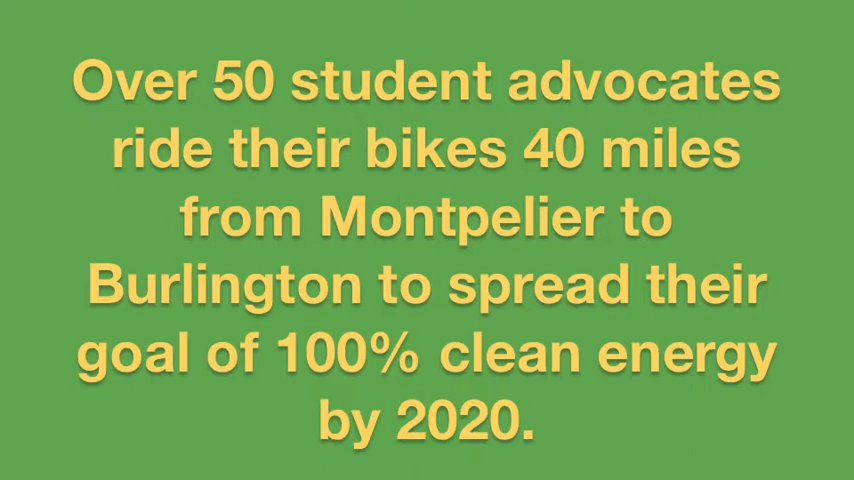 Over 50 student advocates
ride their bikes 40 miles
from Montpelier to
Burlington to spread their
goal of 100% clean energy
by 2020.